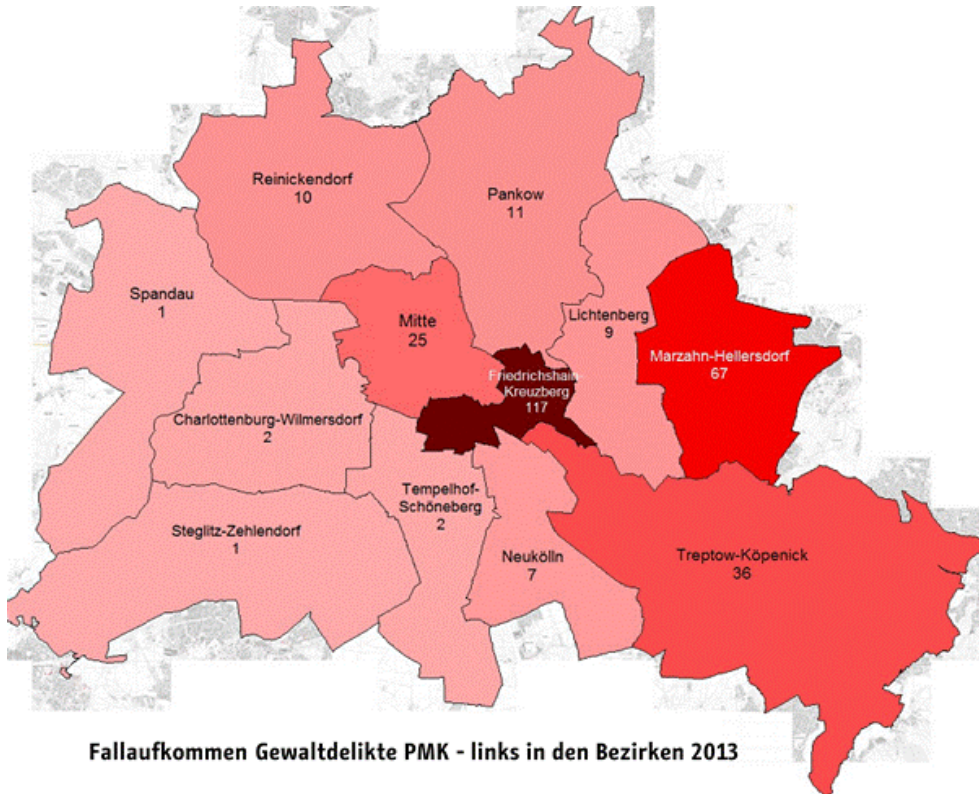 Reinickendorf
10
Pankow
11
Spandau
1
Mitte
25
Lichtenberg
9
Marzahn-Hellersdorf
67
Friedrichshain-
Kreuzberg
117
Charlottenburg-Wilmersdorf
2
Tempelhof-
Schöneberg
2
Steglitz-Zehlendorf
1
Neukölln
7
Treptow-Köpenick
36
Fallaufkommen Gewaltdelikte PMK - links in den Bezirken 2013